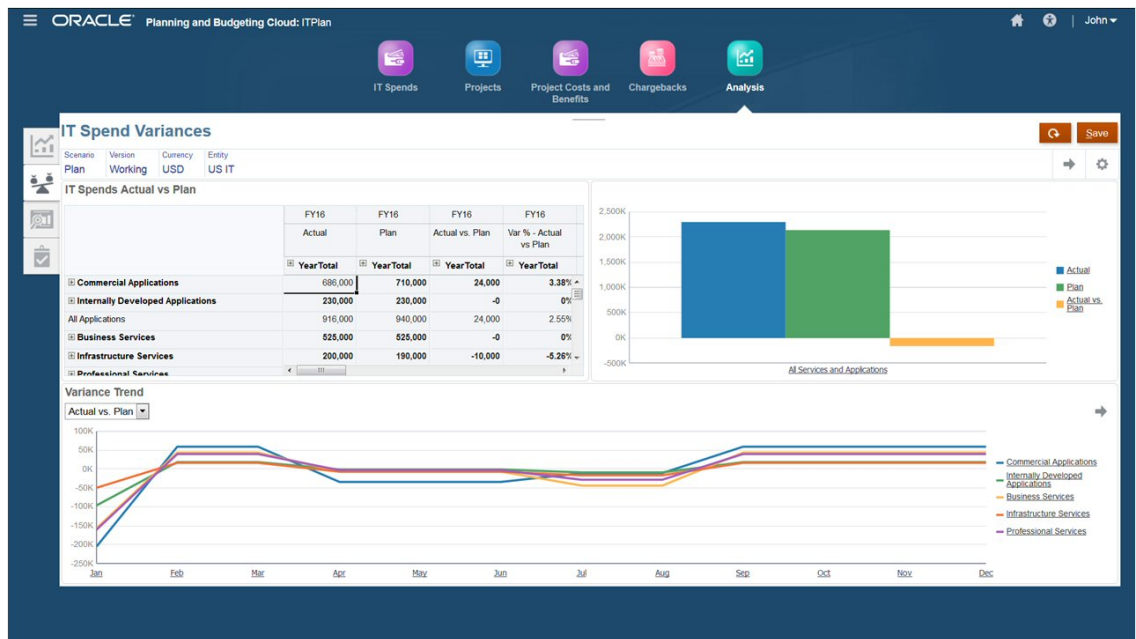 ORACLE Planning and Budgeting Cloud: ITPlan
John
IT Spends
Projects
Project Costs and
Benefits
Chargebacks
Analysis
IT Spend Variances
Save
Scenario Version Currency Entity
Plan Working USD US IT
IT Spends Actual vs Plan
FY16 FY16 FY16 FY16
Actual Plan Actual vs. Plan Var % - Actual
vs Plan
YearTotal YearTotal YearTotal YearTotal
Commercial Applications 686,000 710,000 24,000 3.38%
Internally Developed Applications 230,000 230,000 -0 0%
All Applications 916,000 940,000 24,000 2.55%
Business Services 525,000 525,000 -0 0%
Infrastructure Services 200,000 190,000 -10,000 -5.26%
Professional Services
2,500K
2,000K
1,500K
1,000K
500K
0K
-500K
All Services and Applications
Actual
Plan
Actual vs.
Plan
Variance Trend
Actual vs. Plan
100K
50K
0K
-50K
-100K
-150K
-200K
-250K
Jan Feb Mar Apr May Jun Jul Aug Sep Oct Nov Dec
Commercial Applications
Internally Developed
Applications
Business Services
Infrastructure Services
Professional Services